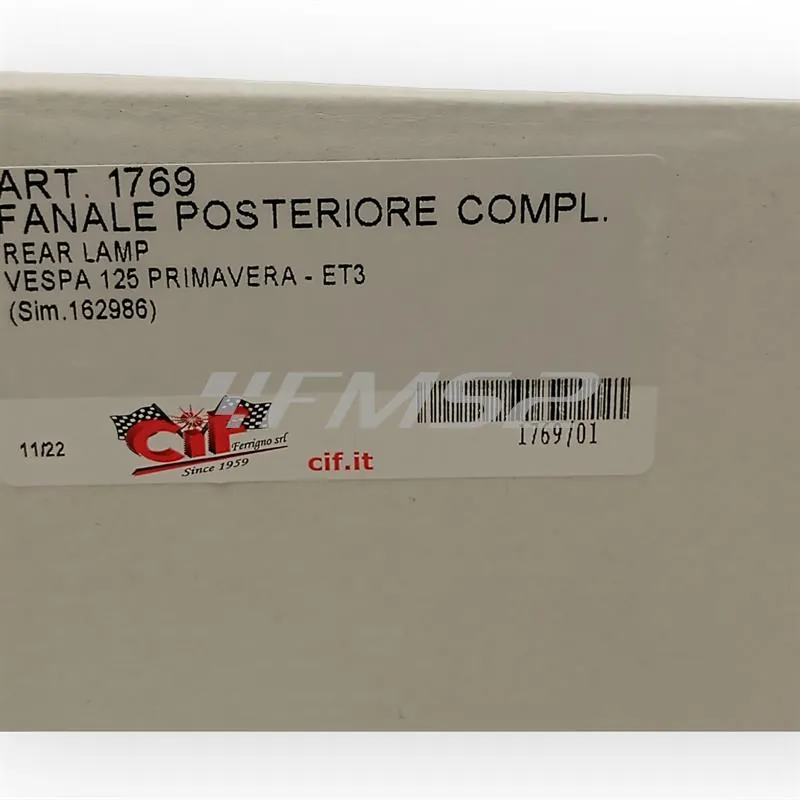 ART. 1769
FANALE POSTERIORE COMPL.
REAR LAMP
VESPA 125 PRIMAVERA - ET3
(Sim.162986)
FMS2
11/22
CiF
Ferrigno srl
Since 1959
cif.it
1769/01